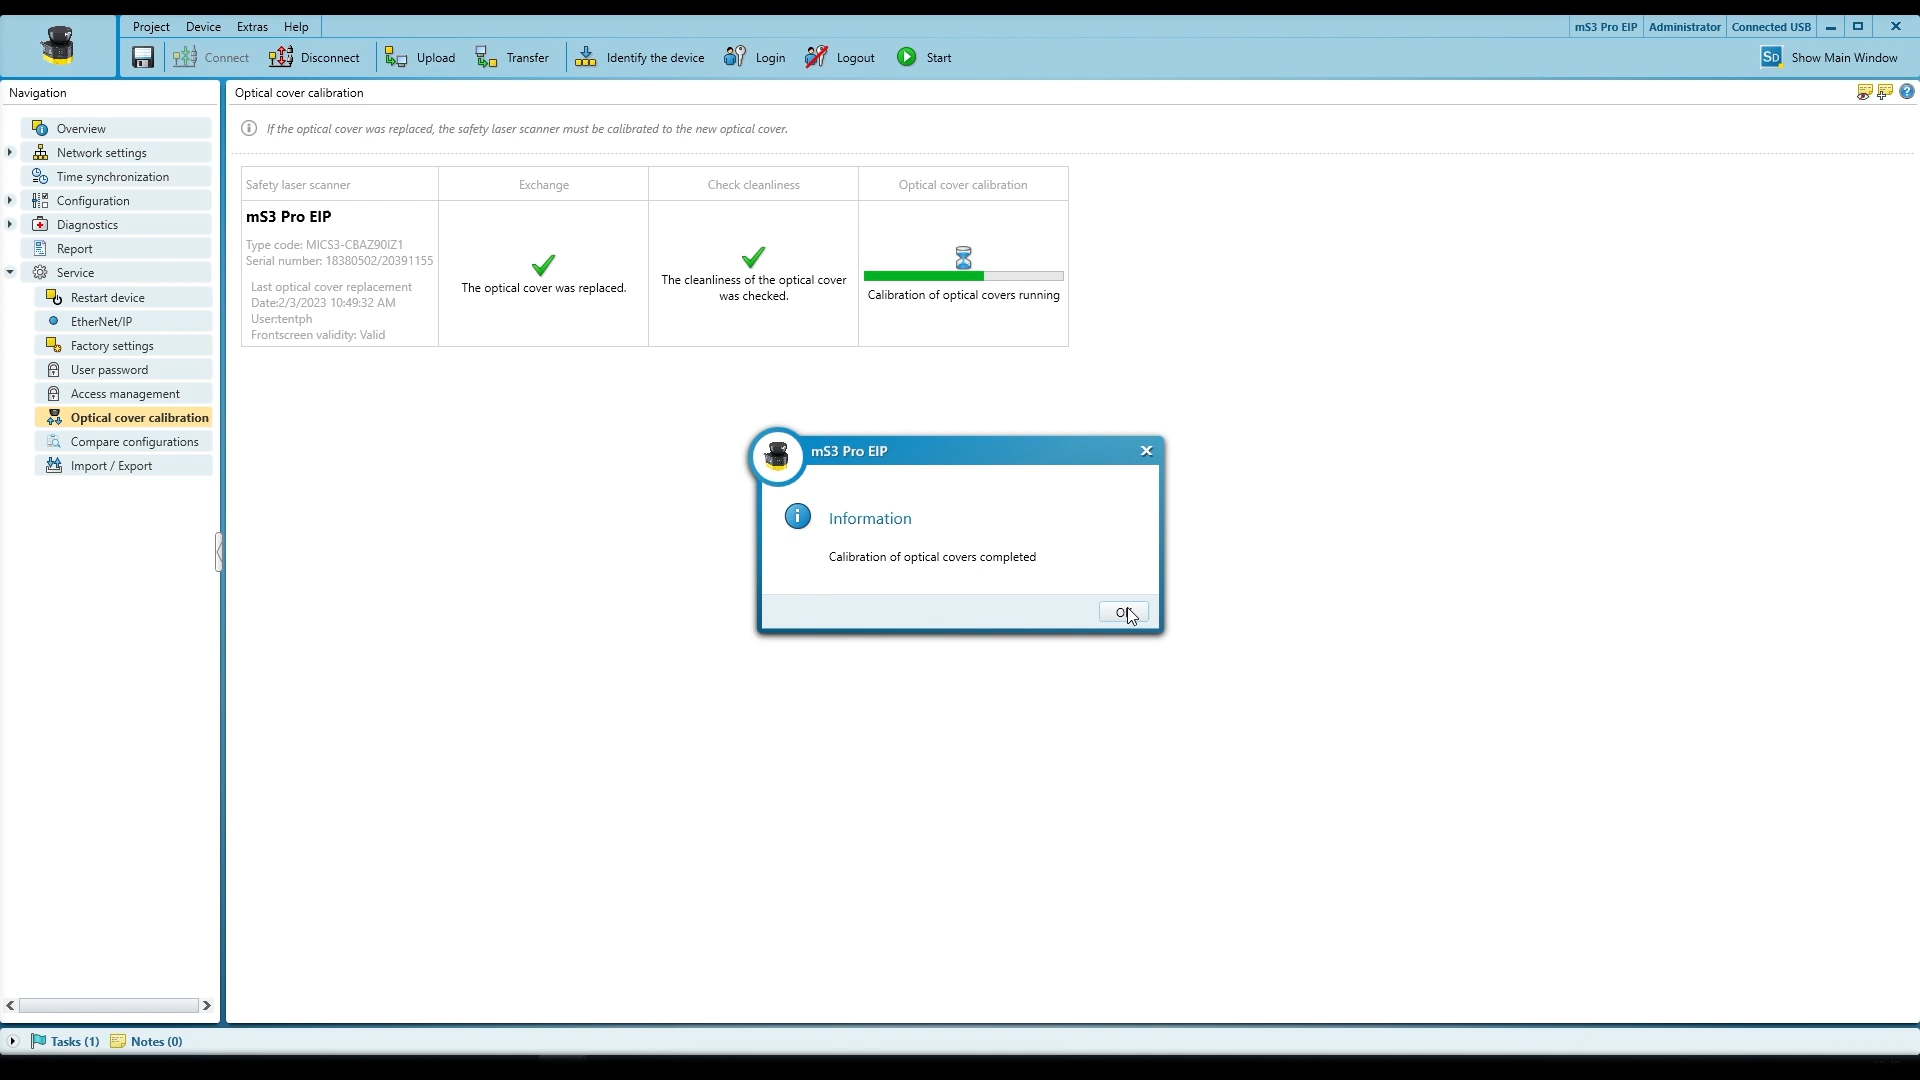 Project Device Extras Help
mS3 Pro EIP Administrator Connected USB
Connect Disconnect Upload Transfer Identify the device Login Logout Start
SD Show Main Window
Navigation
Overview
Network settings
Time synchronization
Configuration
Diagnostics
Report
Service
Restart device
EtherNet/IP
Factory settings
User password
Access management
Optical cover calibration
Compare configurations
Import / Export
Optical cover calibration
If the optical cover was replaced, the safety laser scanner must be calibrated to the new optical cover.
Safety laser scanner Exchange Check cleanliness Optical cover calibration
mS3 Pro EIP
Type code: MICS3-CBAZ90IZ1
Serial number: 18380502/20391155
Last optical cover replacement
Date:2/3/2023 10:49:32 AM
User:tentph
Frontscreen validity: Valid
The optical cover was replaced.
The cleanliness of the optical cover
was checked.
Calibration of optical covers running
mS3 Pro EIP
Information
Calibration of optical covers completed
Tasks (1) Notes (0)